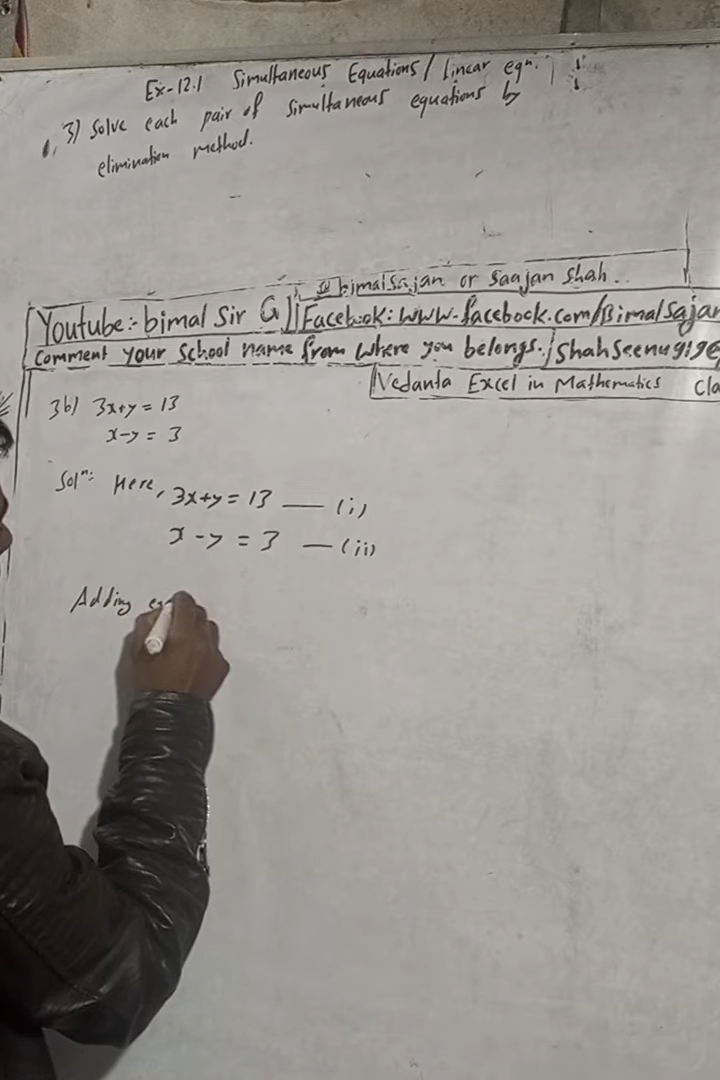 Ex-12.1 Simultaneous Equations / linear eqn.
3) Solve each pair of simultaneous equations by
elimination method.
@bimalsajan or Saajan Shah..
Youtube:- bimal Sir G Facebook: www.facebook.com/Bimalsajan
Comment your School name from where you belongs.
Vedanta Excel in Mathematics Cla
3b) 3x+y = 13
x-y = 3
Solⁿ: Here, 3x+y = 13 — (i)
x - y = 3 — (ii)
Adding eq